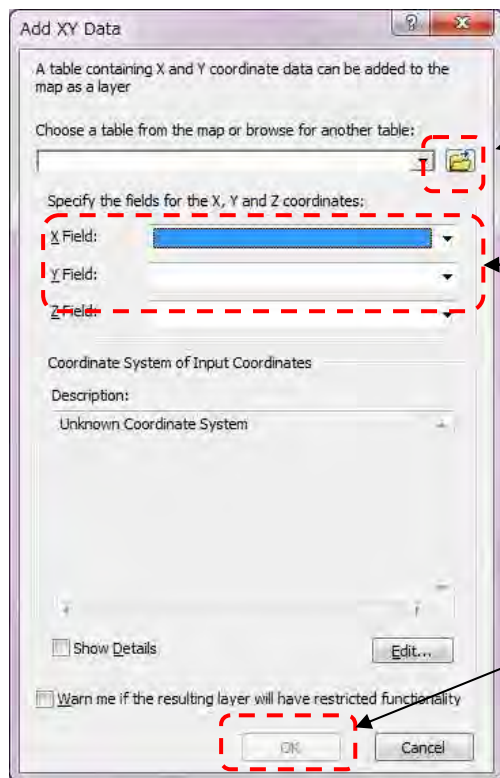 Add XY Data
A table containing X and Y coordinate data can be added to the
map as a layer
Choose a table from the map or browse for another table:
Specify the fields for the X, Y and Z coordinates:
X Field:
Y Field:
Z Field:
Coordinate System of Input Coordinates
Description:
Unknown Coordinate System
Show Details
Edit...
Warn me if the resulting layer will have restricted functionality
OK
Cancel